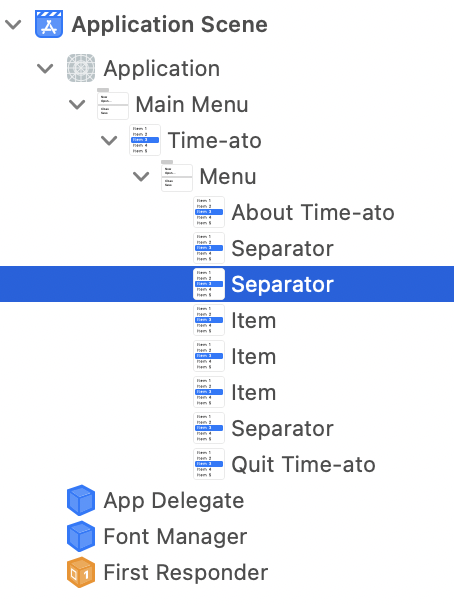 Application Scene
Application
Main Menu
Time-ato
Menu
About Time-ato
Separator
Separator
Item
Item
Item
Separator
Quit Time-ato
App Delegate
Font Manager
First Responder